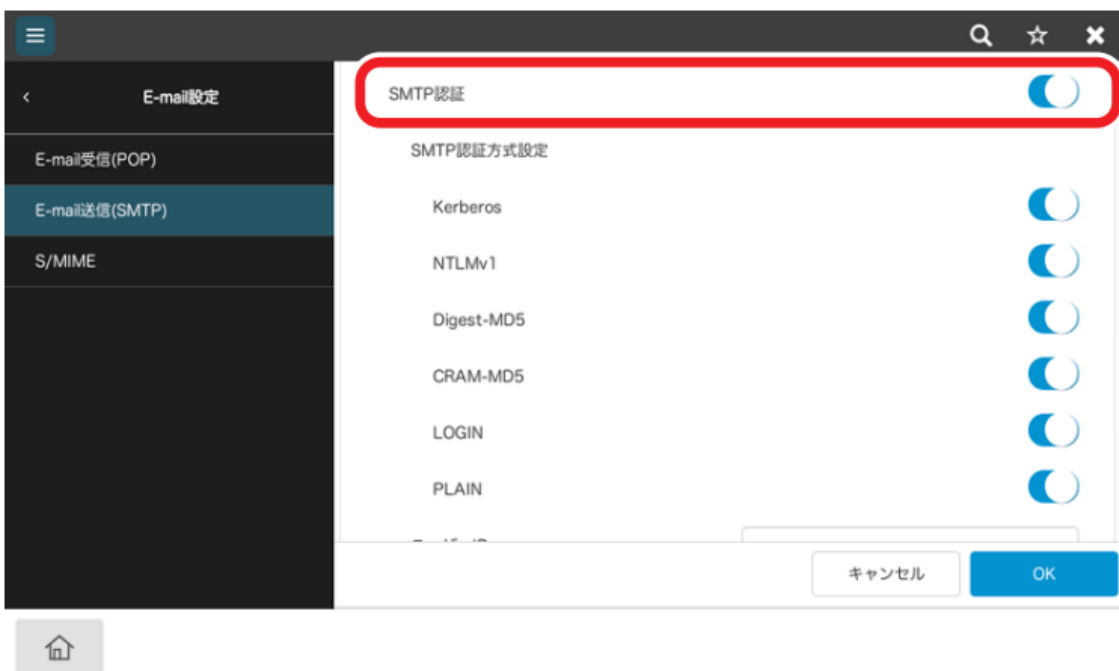 E-mail設定
E-mail受信(POP)
E-mail送信(SMTP)
S/MIME
SMTP認証
SMTP認証方式設定
Kerberos
NTLMv1
Digest-MD5
CRAM-MD5
LOGIN
PLAIN
キャンセル
OK